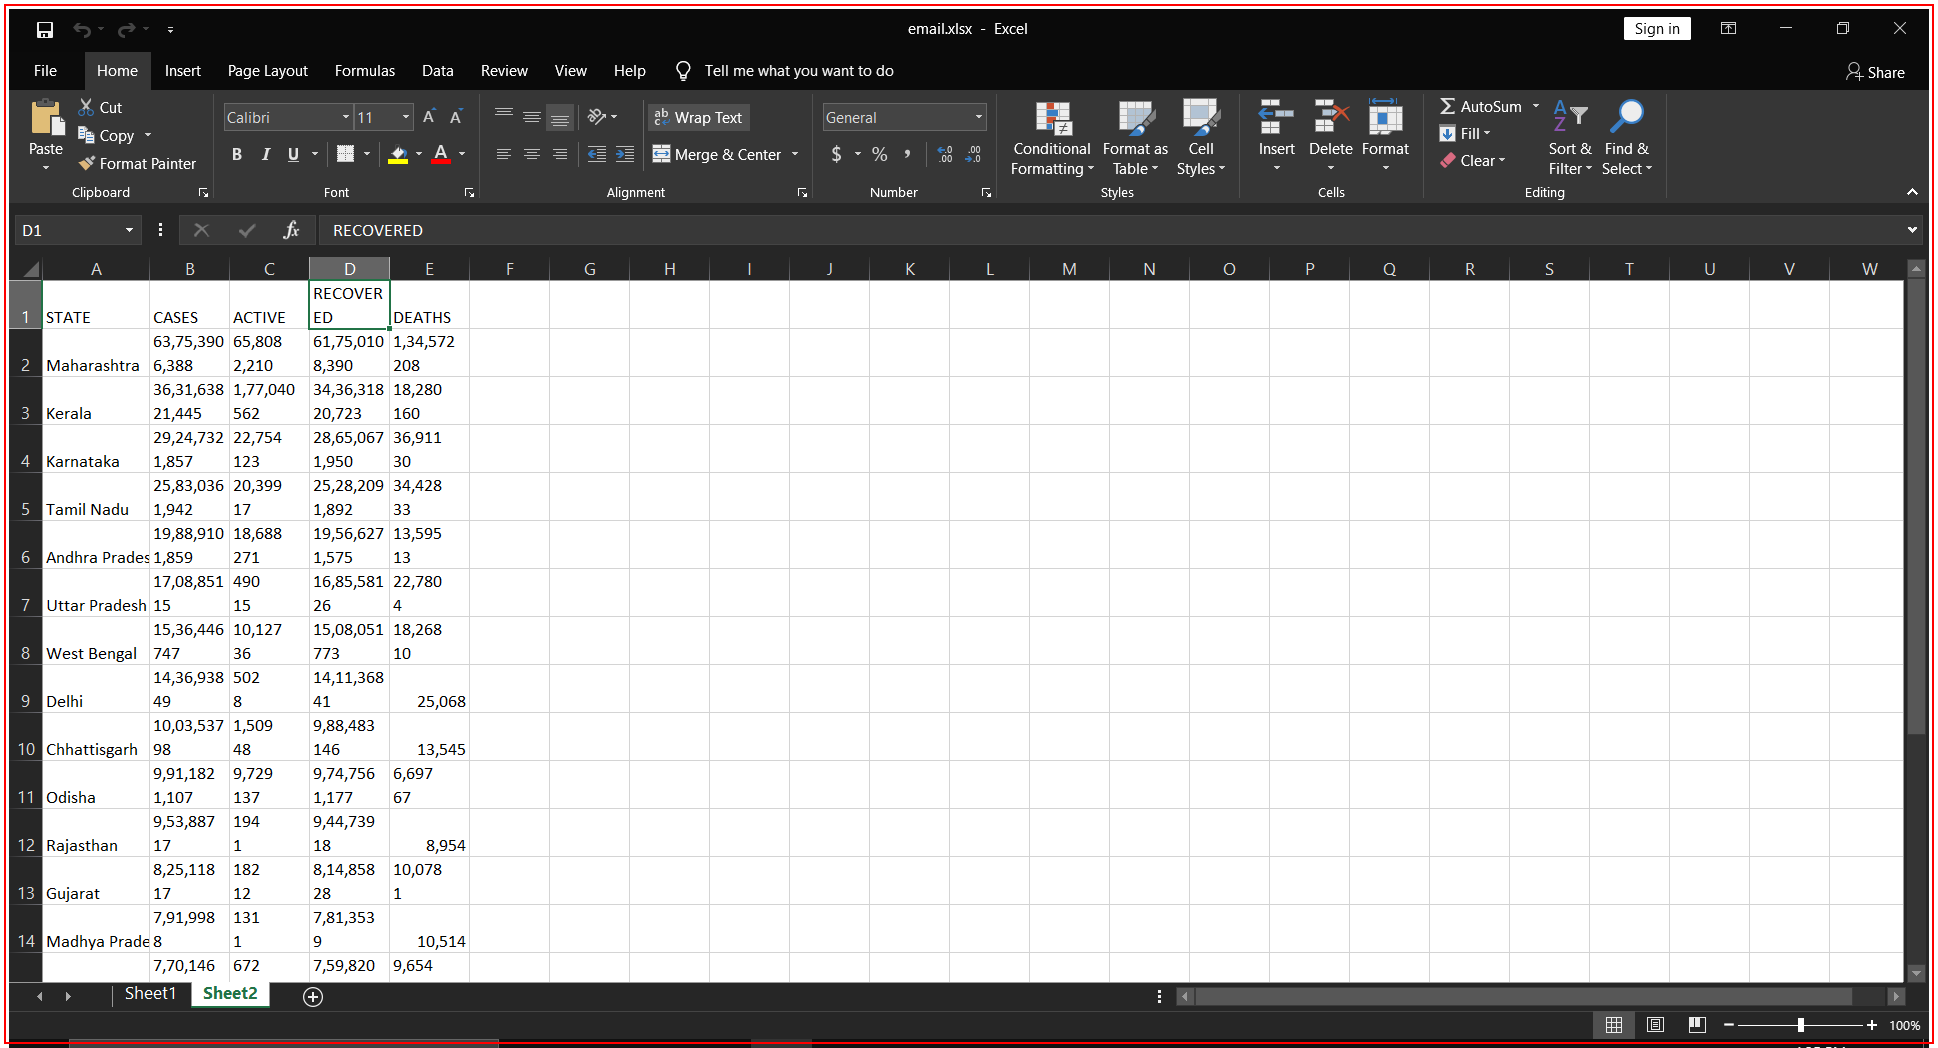 email.xlsx - Excel
Sign in
File Home Insert Page Layout Formulas Data Review View Help Tell me what you want to do
Share
Paste
Cut
Copy
Format Painter
Clipboard
Calibri 11
B I U A
Font
ab Wrap Text
Merge & Center
Alignment
General
$ % ,
Number
Conditional Formatting
Format as Table
Cell Styles
Styles
Insert Delete Format
Cells
AutoSum
Fill
Clear
Sort & Filter
Find & Select
Editing
D1 fx RECOVERED
A B C D E F G H I J K L M N O P Q R S T U V W
RECOVER
1 STATE CASES ACTIVE ED DEATHS
63,75,390 65,808 61,75,010 1,34,572
2 Maharashtra 6,388 2,210 8,390 208
36,31,638 1,77,040 34,36,318 18,280
3 Kerala 21,445 562 20,723 160
29,24,732 22,754 28,65,067 36,911
4 Karnataka 1,857 123 1,950 30
25,83,036 20,399 25,28,209 34,428
5 Tamil Nadu 1,942 17 1,892 33
19,88,910 18,688 19,56,627 13,595
6 Andhra Prades 1,859 271 1,575 13
17,08,851 490 16,85,581 22,780
7 Uttar Pradesh 15 15 26 4
15,36,446 10,127 15,08,051 18,268
8 West Bengal 747 36 773 10
14,36,938 502 14,11,368
9 Delhi 49 8 41 25,068
10,03,537 1,509 9,88,483
10 Chhattisgarh 98 48 146 13,545
9,91,182 9,729 9,74,756 6,697
11 Odisha 1,107 137 1,177 67
9,53,887 194 9,44,739
12 Rajasthan 17 1 18 8,954
8,25,118 182 8,14,858 10,078
13 Gujarat 17 12 28 1
7,91,998 131 7,81,353
14 Madhya Prade 8 1 9 10,514
7,70,146 672 7,59,820 9,654
Sheet1 Sheet2
100%